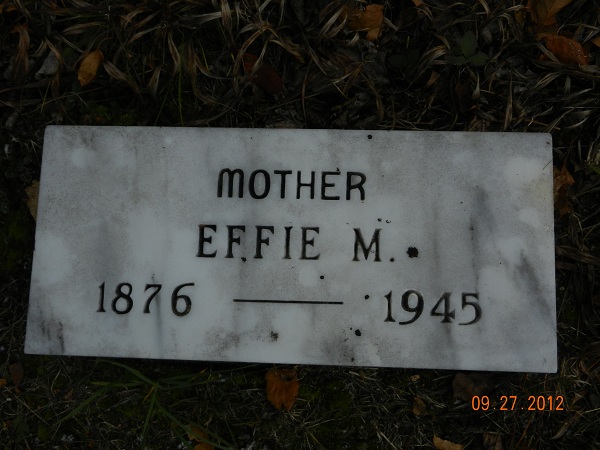 MOTHER
EFFIE M.
1876 — 1945
09.27.2012